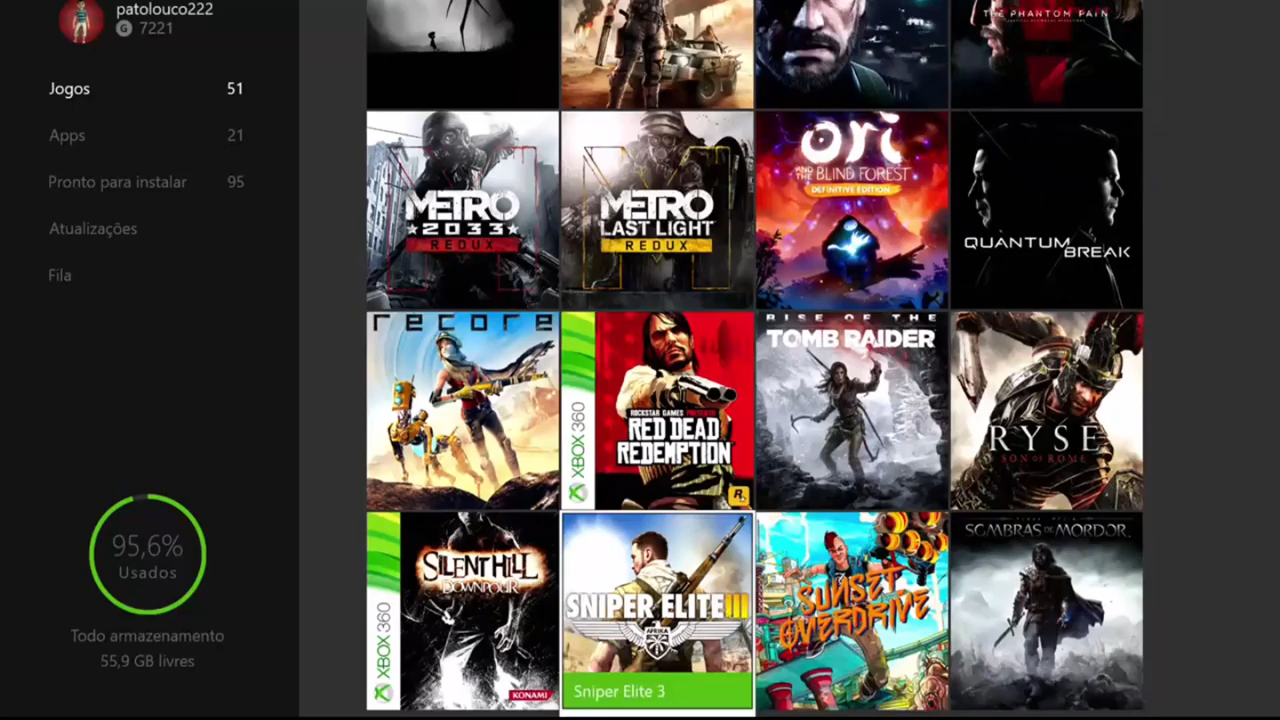 patolouco222
G 7221
Jogos 51
Apps 21
Pronto para instalar 95
Atualizações
Fila
95,6%
Usados
Todo armazenamento
55,9 GB livres
THE PHANTOM PAIN
METRO
2033
REDUX
METRO
LAST LIGHT
REDUX
ori
AND THE BLIND FOREST
DEFINITIVE EDITION
QUANTUM
BREAK
recore
XBOX 360
ROCKSTAR GAMES PRESENTS
RED DEAD
REDEMPTION
R
RISE OF THE
TOMB RAIDER
RYSE
SON OF ROME
XBOX 360
SILENT HILL
DOWNPOUR
KONAMI
SNIPER ELITE III
AFRIKA
Sniper Elite 3
SUNSET
OVERDRIVE
SOMBRAS DE MORDOR